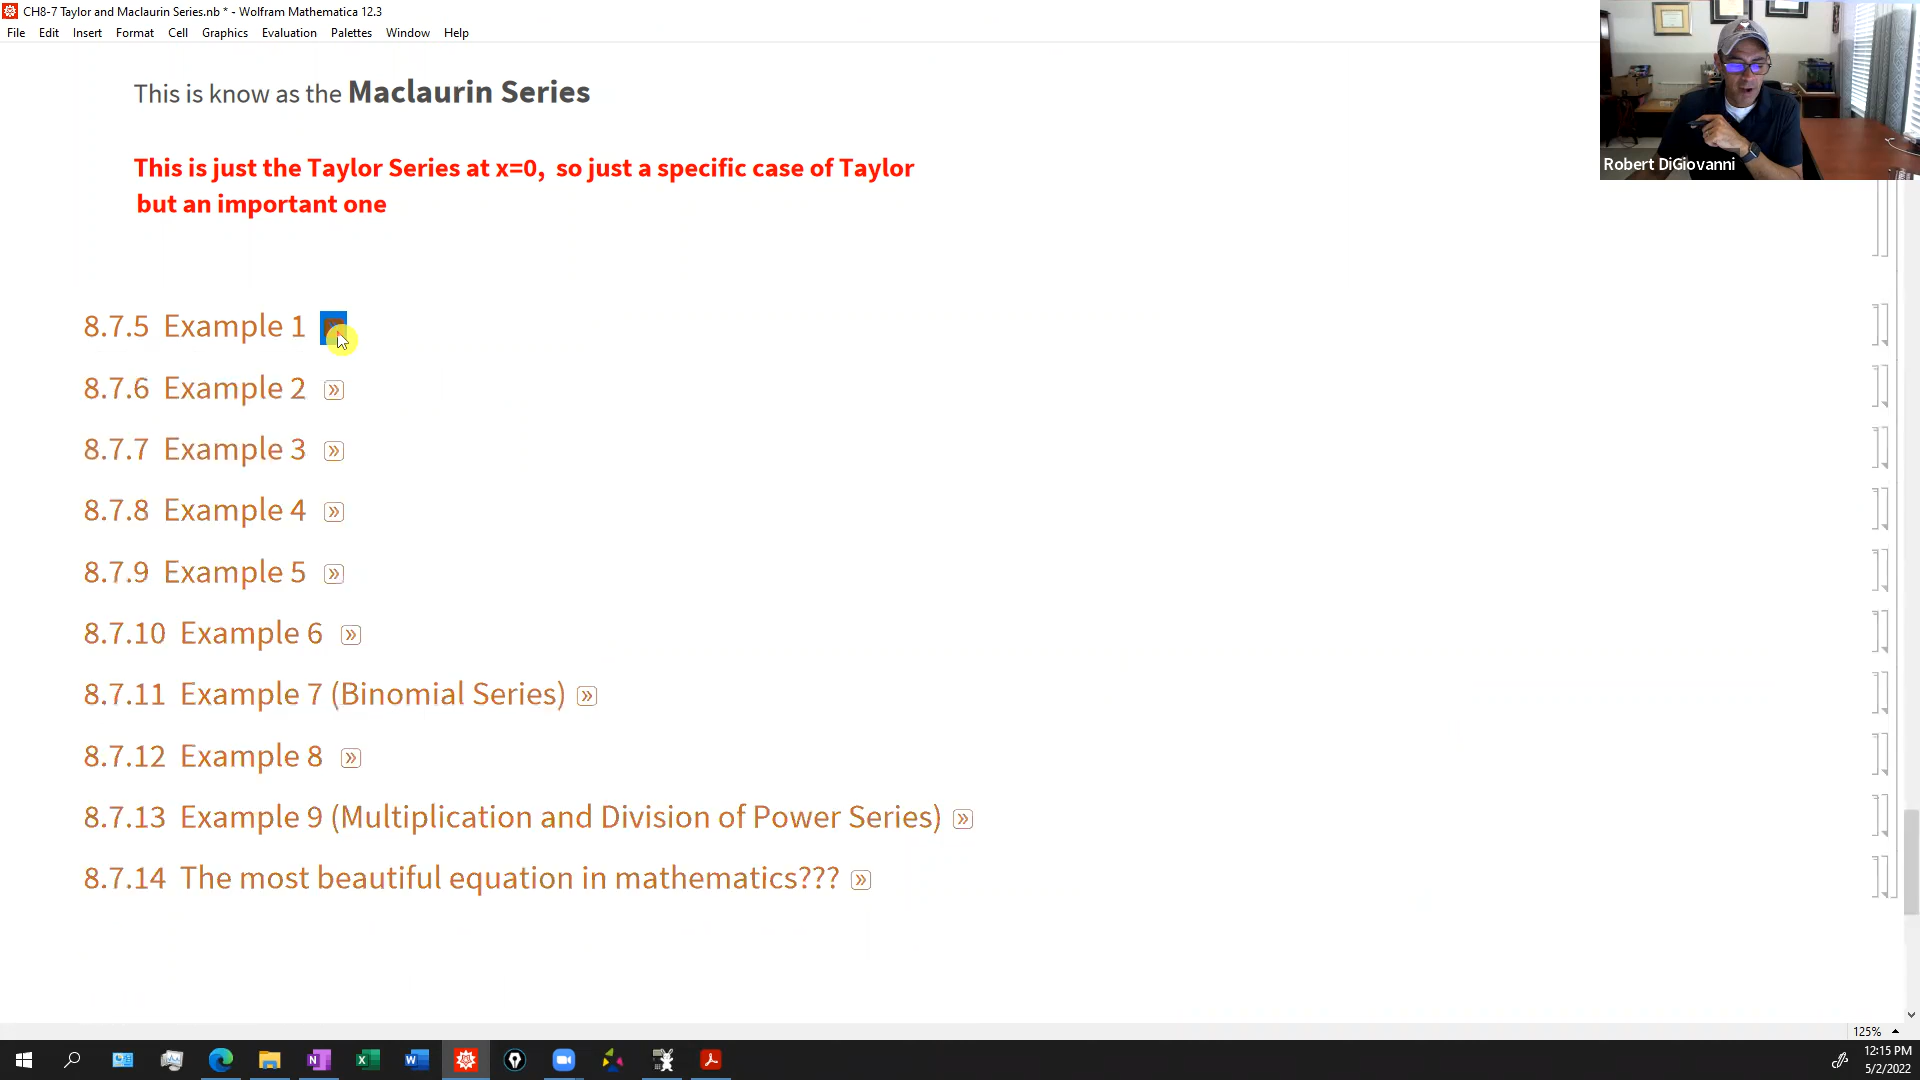 CH8-7 Taylor and Maclaurin Series.nb * - Wolfram Mathematica 12.3
File Edit Insert Format Cell Graphics Evaluation Palettes Window Help
This is know as the Maclaurin Series
This is just the Taylor Series at x=0, so just a specific case of Taylor
but an important one
Robert DiGiovanni
8.7.5 Example 1
8.7.6 Example 2 »
8.7.7 Example 3 »
8.7.8 Example 4 »
8.7.9 Example 5 »
8.7.10 Example 6 »
8.7.11 Example 7 (Binomial Series) »
8.7.12 Example 8 »
8.7.13 Example 9 (Multiplication and Division of Power Series) »
8.7.14 The most beautiful equation in mathematics??? »
125%
12:15 PM
5/2/2022